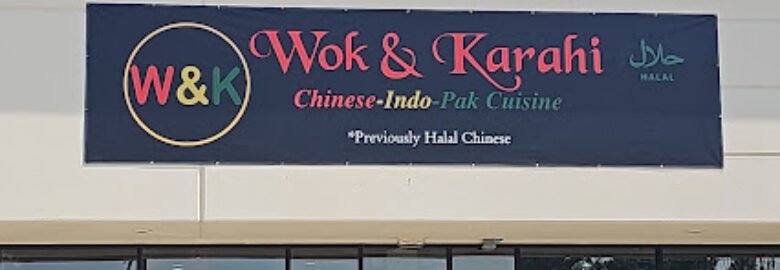 W&K
Wok & Karahi
حلال
HALAL
Chinese-Indo-Pak Cuisine
*Previously Halal Chinese